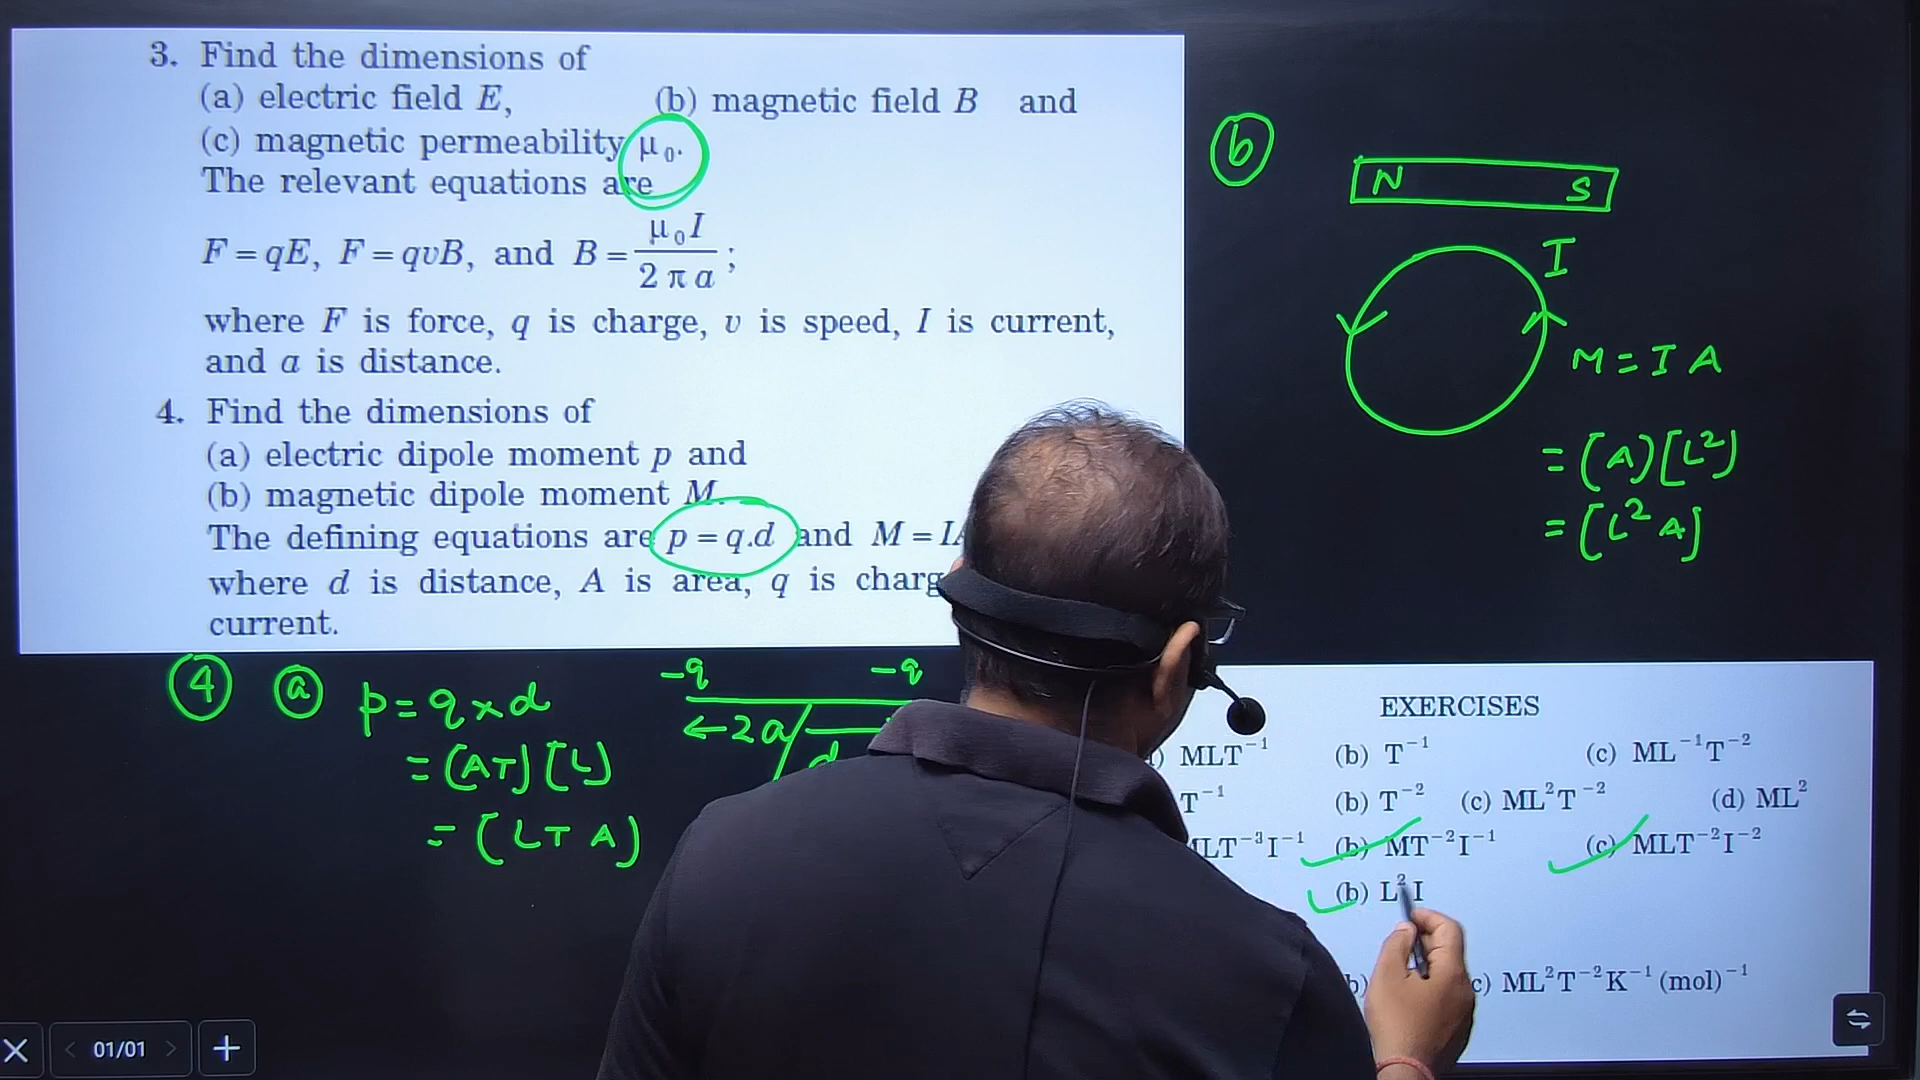 3. Find the dimensions of
(a) electric field E, (b) magnetic field B and
(c) magnetic permeability μ₀.
The relevant equations are
F = qE, F = qvB, and B = μ₀I / 2 π a ;
where F is force, q is charge, v is speed, I is current,
and a is distance.
4. Find the dimensions of
(a) electric dipole moment p and
(b) magnetic dipole moment M.
The defining equations are p = q.d and M = IA
where d is distance, A is area, q is charg
current.
④ ⓐ p = q × d
= (AT) [L]
= (LTA)
-q -q
←2a/
d
ⓑ
N S
I
M = I A
= (A) [L²]
= [L² A]
EXERCISES
) MLT⁻¹ (b) T⁻¹ (c) ML⁻¹T⁻²
T⁻¹ (b) T⁻² (c) ML²T⁻² (d) ML²
MLT⁻³I⁻¹ (b) MT⁻²I⁻¹ (c) MLT⁻²I⁻²
(b) L²I
b) c) ML²T⁻²K⁻¹ (mol)⁻¹
01/01